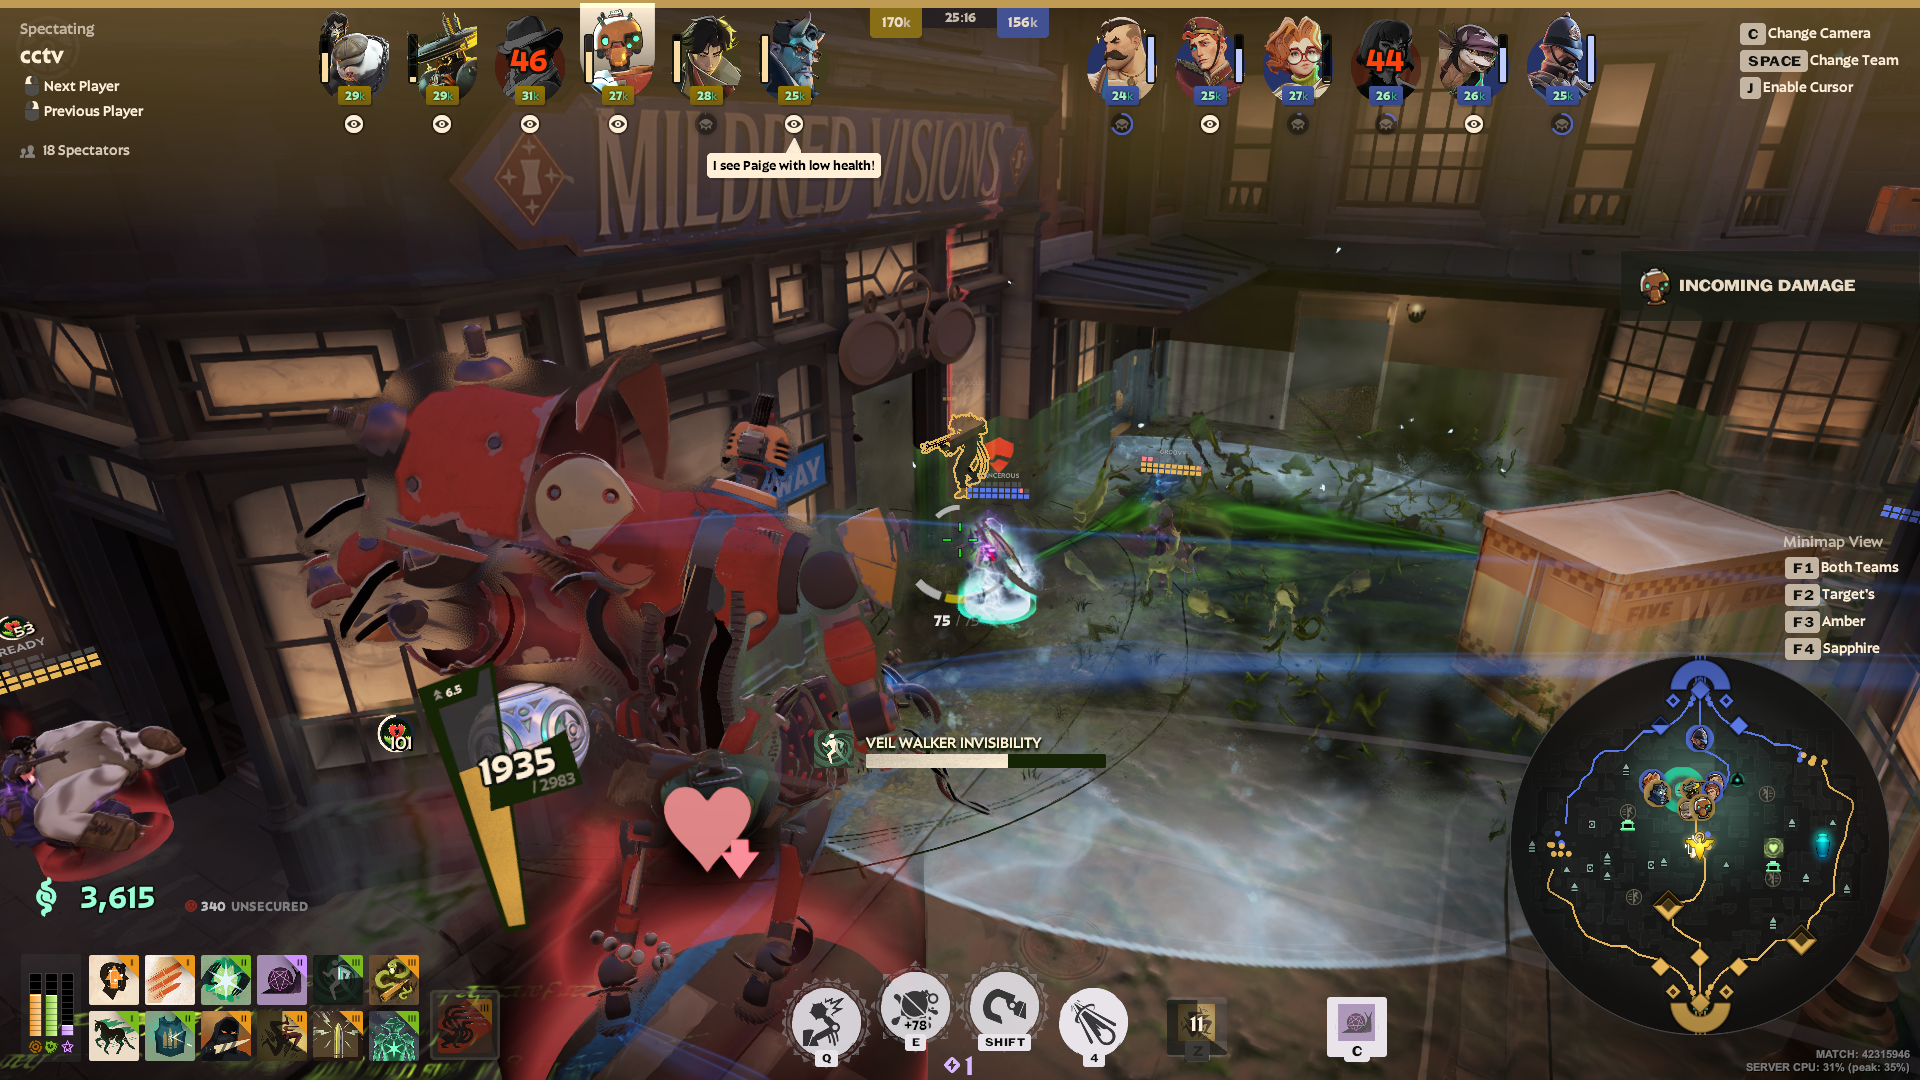 Spectating
cctv
Next Player
Previous Player
18 Spectators
170k
25:16
156k
46
44
29k
29k
31k
27k
28k
25k
24k
25k
27k
26k
26k
25k
I see Paige with low health!
C Change Camera
SPACE Change Team
J Enable Cursor
MILDRED VISIONS
INCOMING DAMAGE
WAY
GROOVY
75 / 75
FIVE
Minimap View
F1 Both Teams
F2 Target's
F3 Amber
F4 Sapphire
53
READY
101
6.5
1935
/ 2983
VEIL WALKER INVISIBILITY
3,615
340 UNSECURED
+78
11
Q
E
SHIFT
4
Z
C
1
MATCH: 42315946
SERVER CPU: 31% (peak: 35%)